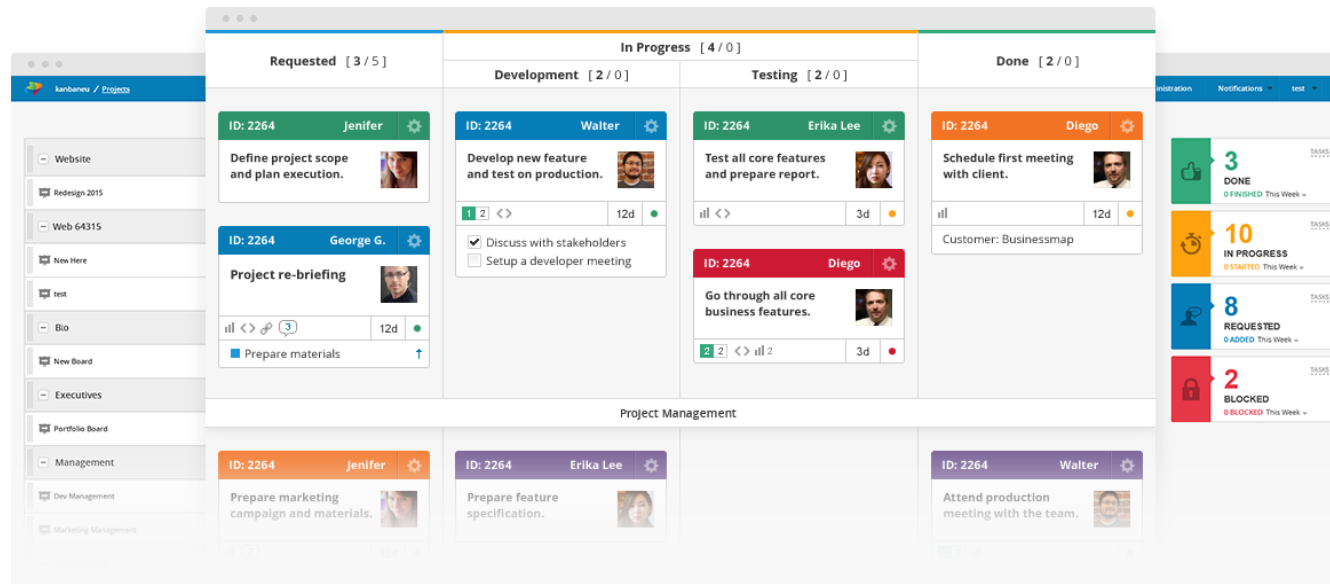 kanbaneu / Projects
Website
Redesign 2015
Web 64315
New Here
test
Bio
New Board
Executives
Portfolio Board
Management
Dev Management
Marketing Management
Requested [ 3 / 5 ]
In Progress [ 4 / 0 ]
Development [ 2 / 0 ]
Testing [ 2 / 0 ]
Done [ 2 / 0 ]
ID: 2264 Jenifer
Define project scope
and plan execution.
ID: 2264 George G.
Project re-briefing
3 12d
Prepare materials
ID: 2264 Walter
Develop new feature
and test on production.
1 2 12d
Discuss with stakeholders
Setup a developer meeting
ID: 2264 Erika Lee
Test all core features
and prepare report.
3d
ID: 2264 Diego
Go through all core
business features.
2 2 2 3d
ID: 2264 Diego
Schedule first meeting
with client.
12d
Customer: Businessmap
Project Management
ID: 2264 Jenifer
Prepare marketing
campaign and materials.
ID: 2264 Erika Lee
Prepare feature
specification.
ID: 2264 Walter
Attend production
meeting with the team.
inistration Notifications test
3 TASKS
DONE
0 FINISHED This Week
10 TASKS
IN PROGRESS
0 STARTED This Week
8 TASKS
REQUESTED
0 ADDED This Week
2 TASKS
BLOCKED
0 BLOCKED This Week